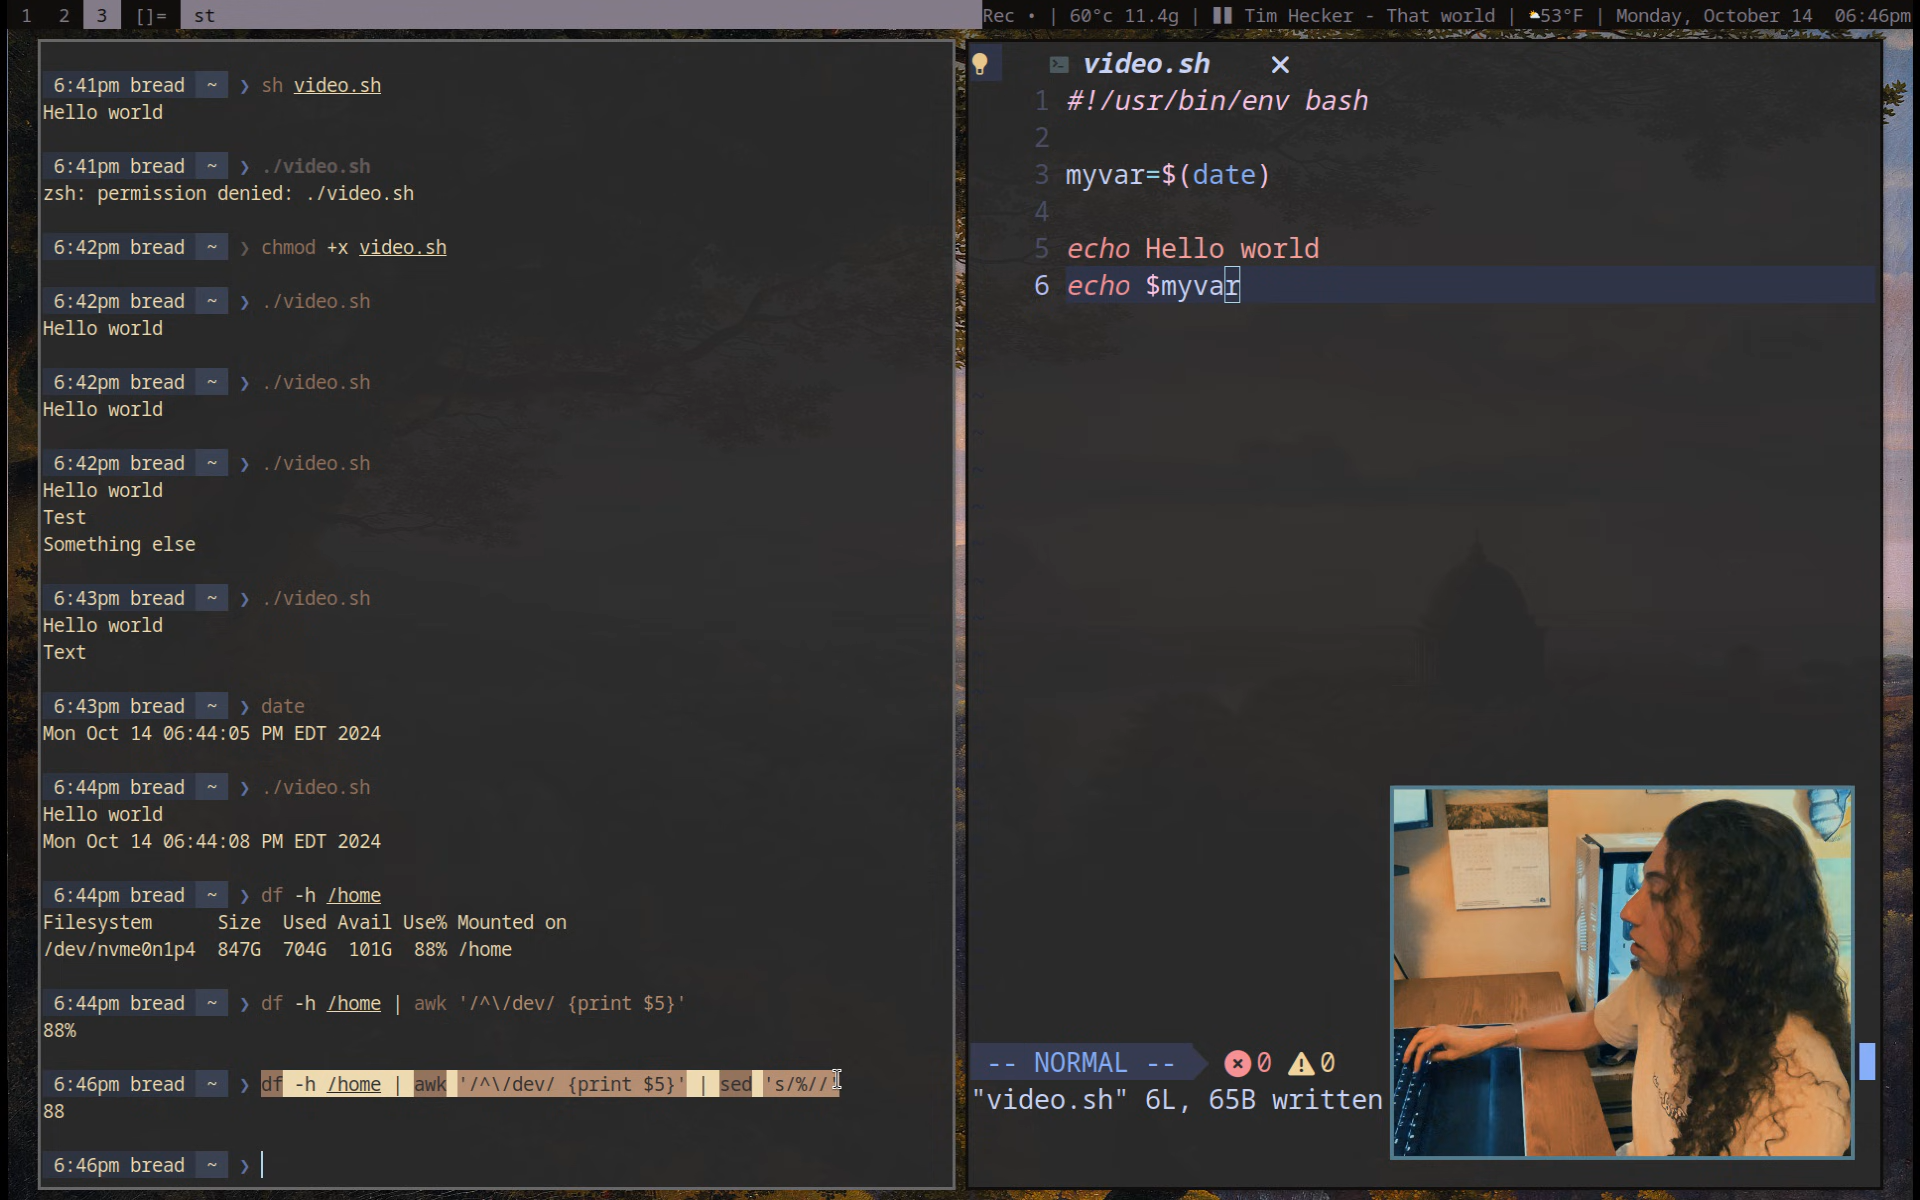 1 2 3 []= st Rec • | 60°c 11.4g | Tim Hecker - That world | 53°F | Monday, October 14 06:46pm
6:41pm bread ~ ❯ sh video.sh
Hello world
6:41pm bread ~ ❯ ./video.sh
zsh: permission denied: ./video.sh
6:42pm bread ~ ❯ chmod +x video.sh
6:42pm bread ~ ❯ ./video.sh
Hello world
6:42pm bread ~ ❯ ./video.sh
Hello world
6:42pm bread ~ ❯ ./video.sh
Hello world
Test
Something else
6:43pm bread ~ ❯ ./video.sh
Hello world
Text
6:43pm bread ~ ❯ date
Mon Oct 14 06:44:05 PM EDT 2024
6:44pm bread ~ ❯ ./video.sh
Hello world
Mon Oct 14 06:44:08 PM EDT 2024
6:44pm bread ~ ❯ df -h /home
Filesystem      Size  Used Avail Use% Mounted on
/dev/nvme0n1p4  847G  704G  101G  88% /home
6:44pm bread ~ ❯ df -h /home | awk '/^\/dev/ {print $5}'
88%
6:46pm bread ~ ❯ df -h /home | awk '/^\/dev/ {print $5}' | sed 's/%//'
88
6:46pm bread ~ ❯
video.sh ✕
1 #!/usr/bin/env bash
2
3 myvar=$(date)
4
5 echo Hello world
6 echo $myvar
-- NORMAL -- 0 0
"video.sh" 6L, 65B written